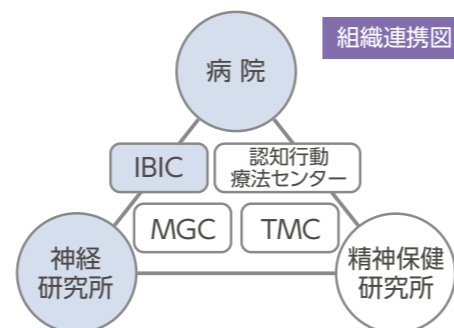 組織連携図
病 院
IBIC
認知行動
療法センター
MGC
TMC
神経
研究所
精神保健
研究所